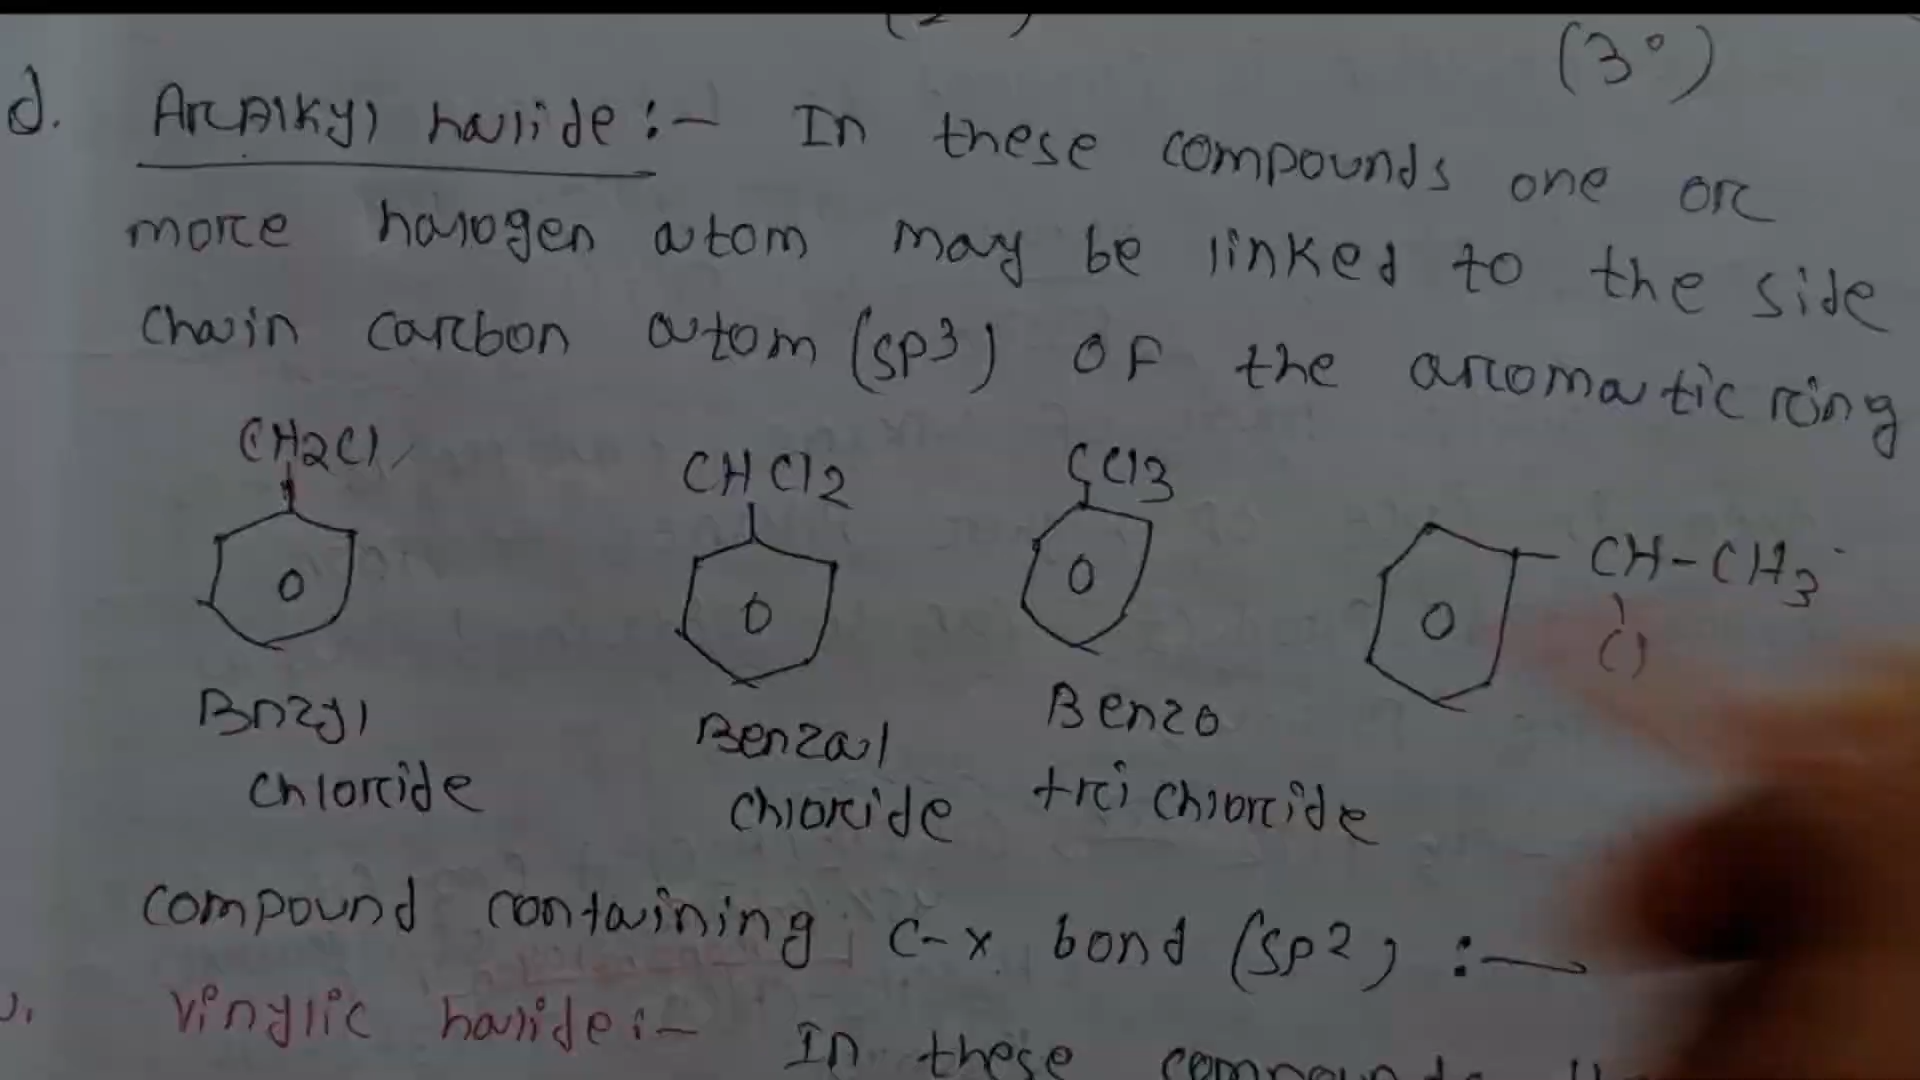 (3°)
d. ArAlkyl halide :- In these compounds one or
more halogen atom may be linked to the side
chain carbon atom (sp3) OF the aromatic ring
CH2Cl
CHCl2
CCl3
CH-CH3
Cl
Bnzyl
chloride
Benzal
chloride
Benzo
tri chloride
compound containing C-X bond (sp2) :-
vinylic halide :- In these